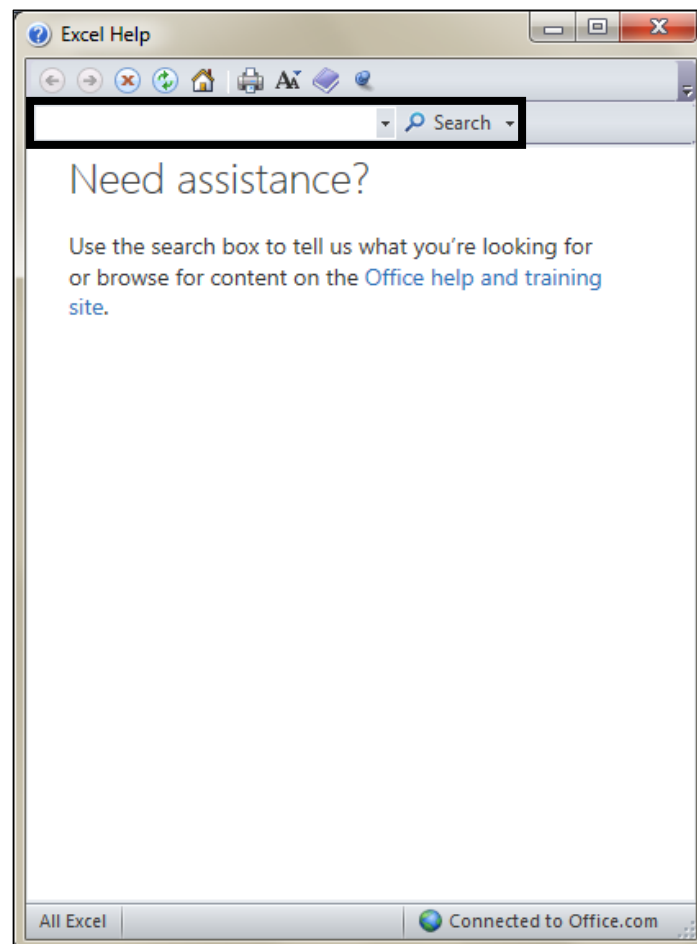 Excel Help
Search
Need assistance?
Use the search box to tell us what you’re looking for
or browse for content on the Office help and training
site.
All Excel
Connected to Office.com